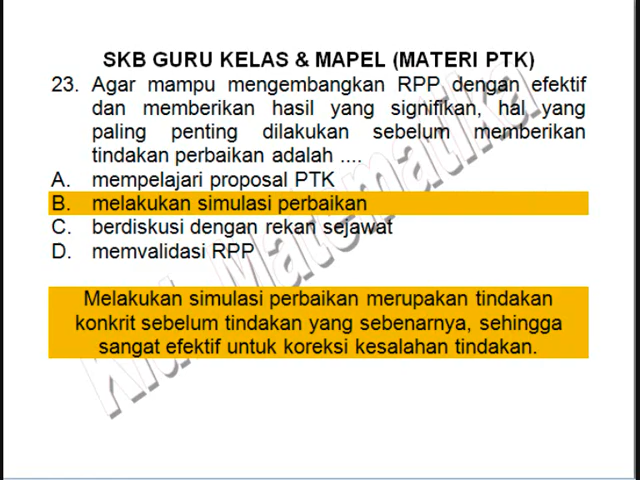 SKB GURU KELAS & MAPEL (MATERI PTK)
23. Agar mampu mengembangkan RPP dengan efektif
dan memberikan hasil yang signifikan, hal yang
paling penting dilakukan sebelum memberikan
tindakan perbaikan adalah ....
A. mempelajari proposal PTK
B. melakukan simulasi perbaikan
C. berdiskusi dengan rekan sejawat
D. memvalidasi RPP
Melakukan simulasi perbaikan merupakan tindakan
konkrit sebelum tindakan yang sebenarnya, sehingga
sangat efektif untuk koreksi kesalahan tindakan.
Matematika